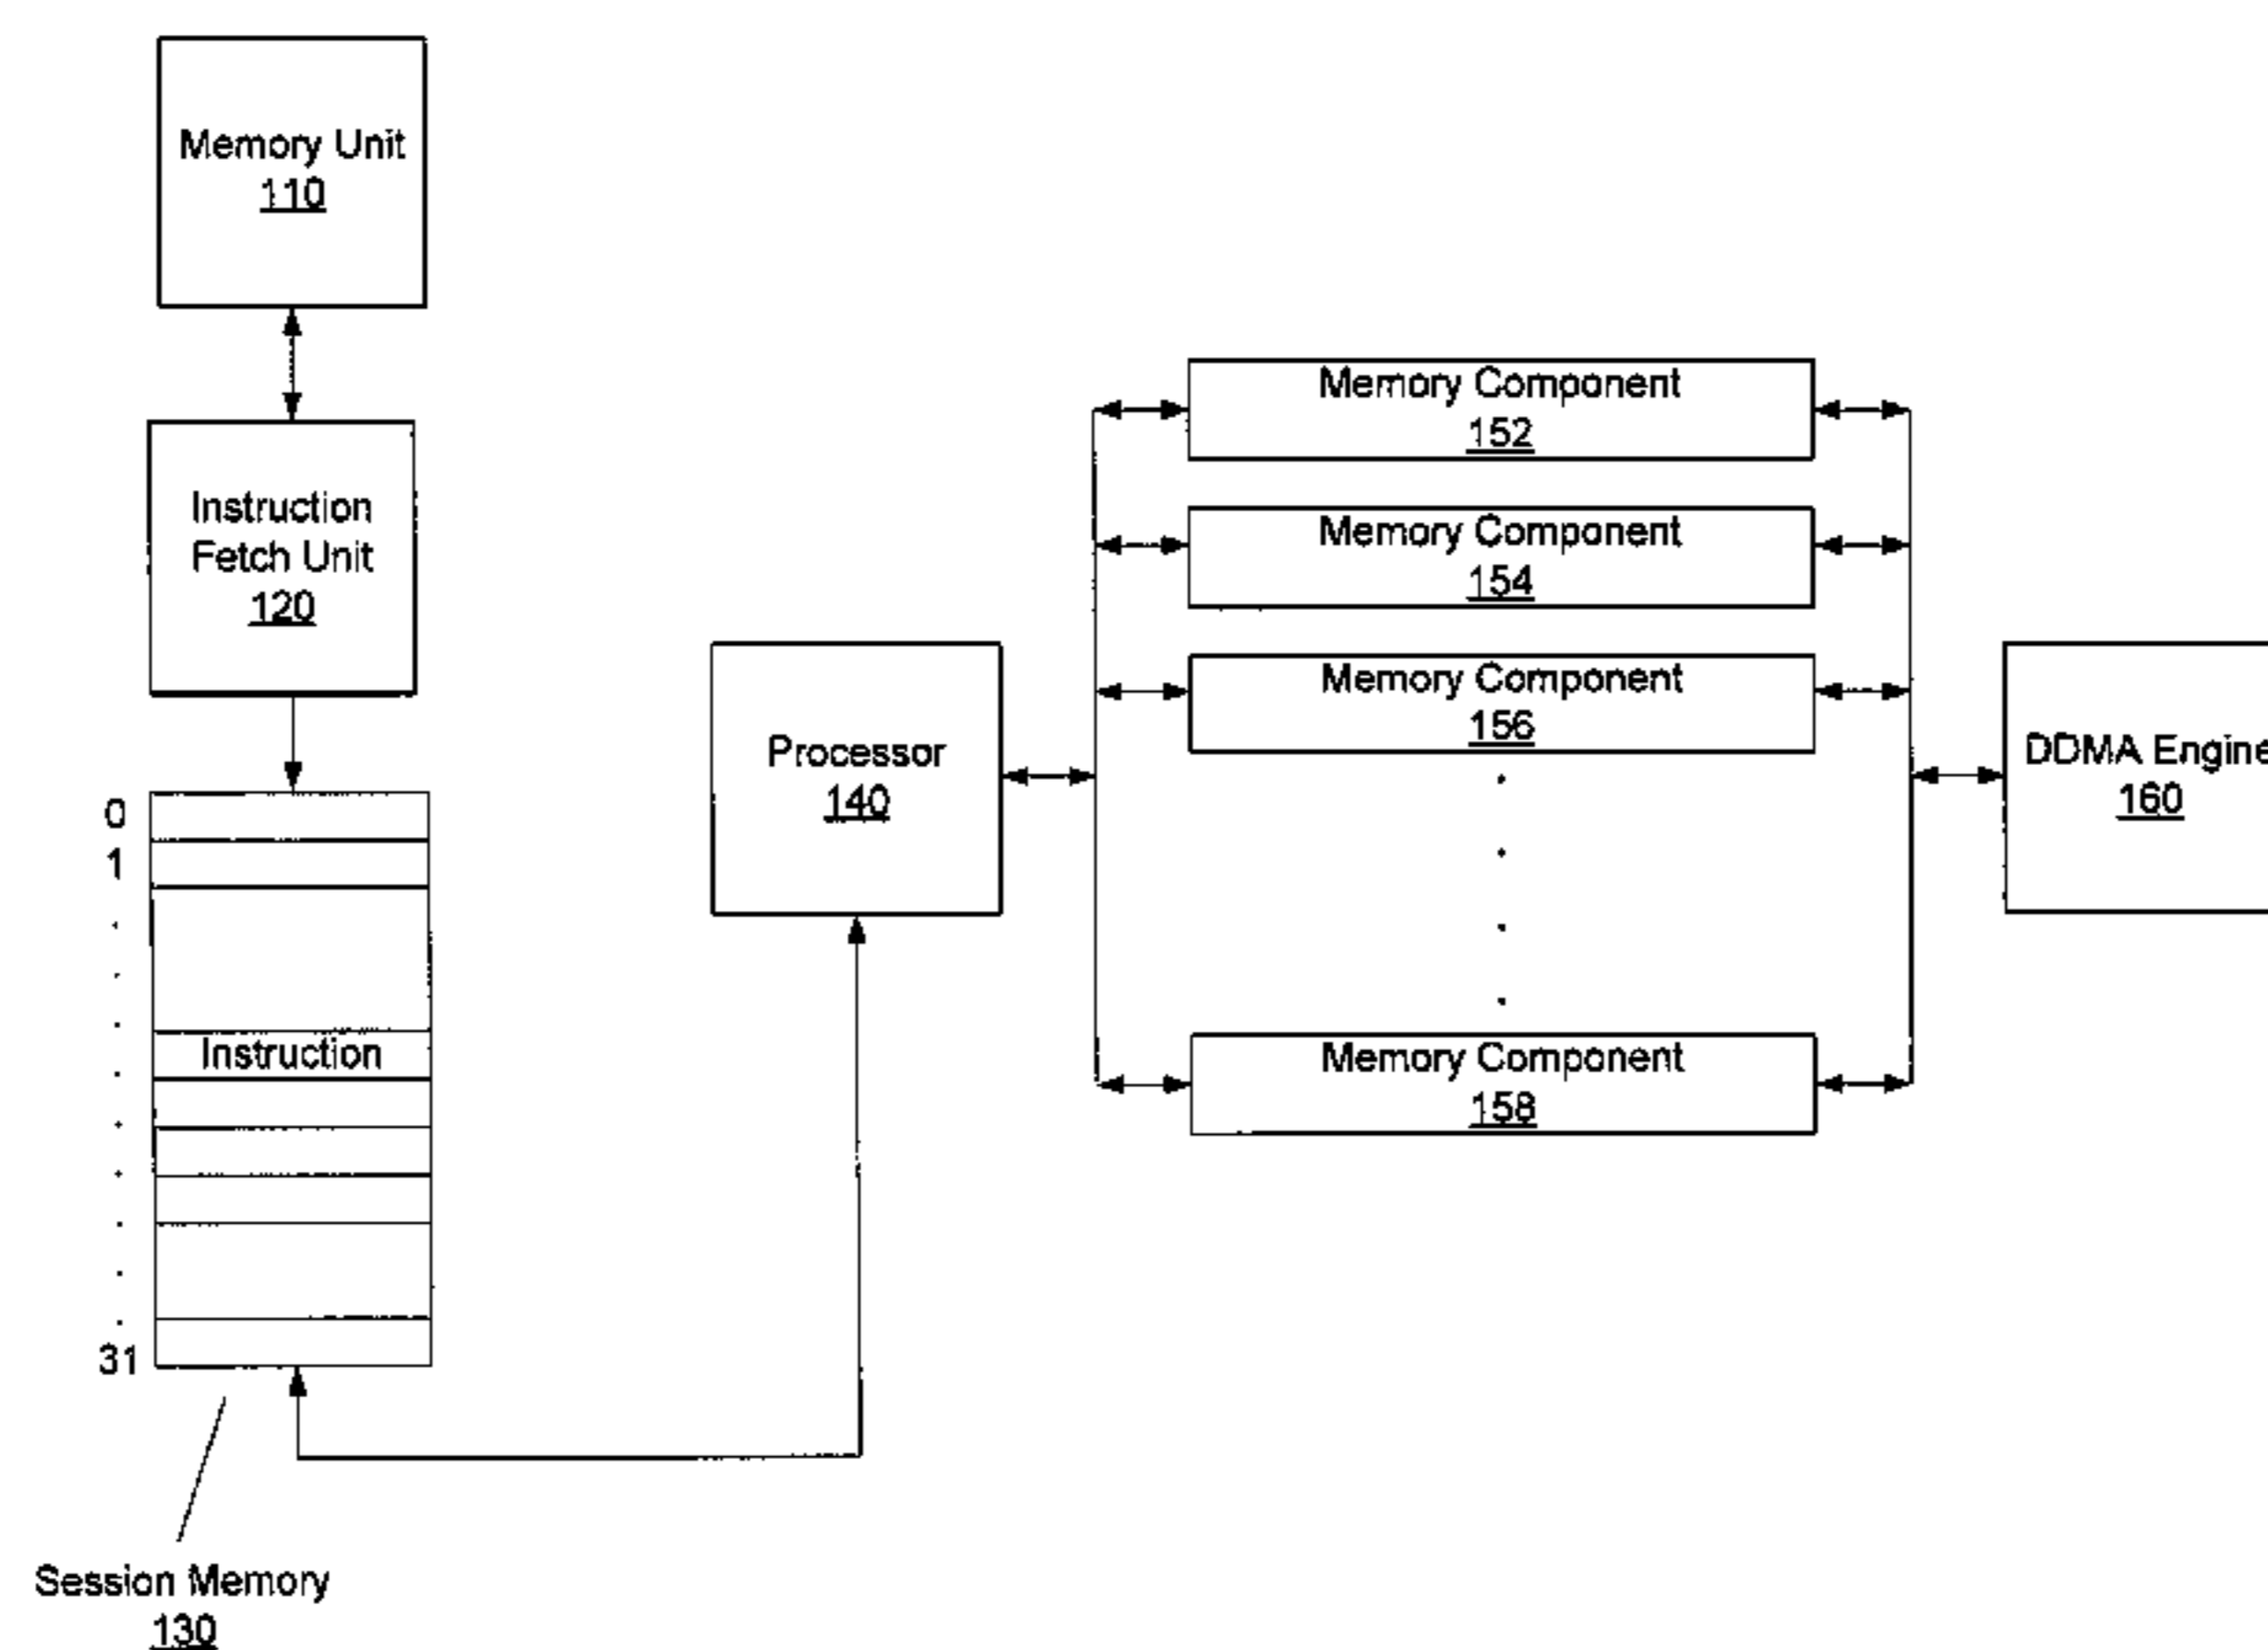 Memory Unit
110
Instruction
Fetch Unit
120
0
1
Instruction
31
Session Memory
130
Processor
140
Memory Component
152
Memory Component
154
Memory Component
156
Memory Component
158
DDMA Engine
160